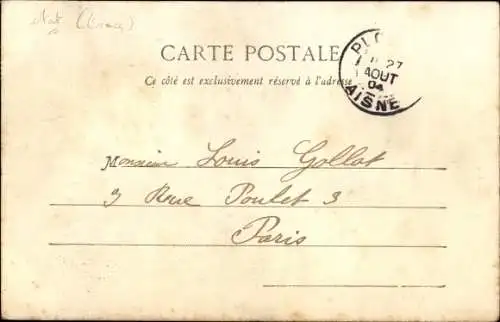 CARTE POSTALE
Ce côté est exclusivement réservé à l'adresse
27
AOUT
04
AISNE
Monsieur Louis Gollot
3 Rue Poulet 3
Paris